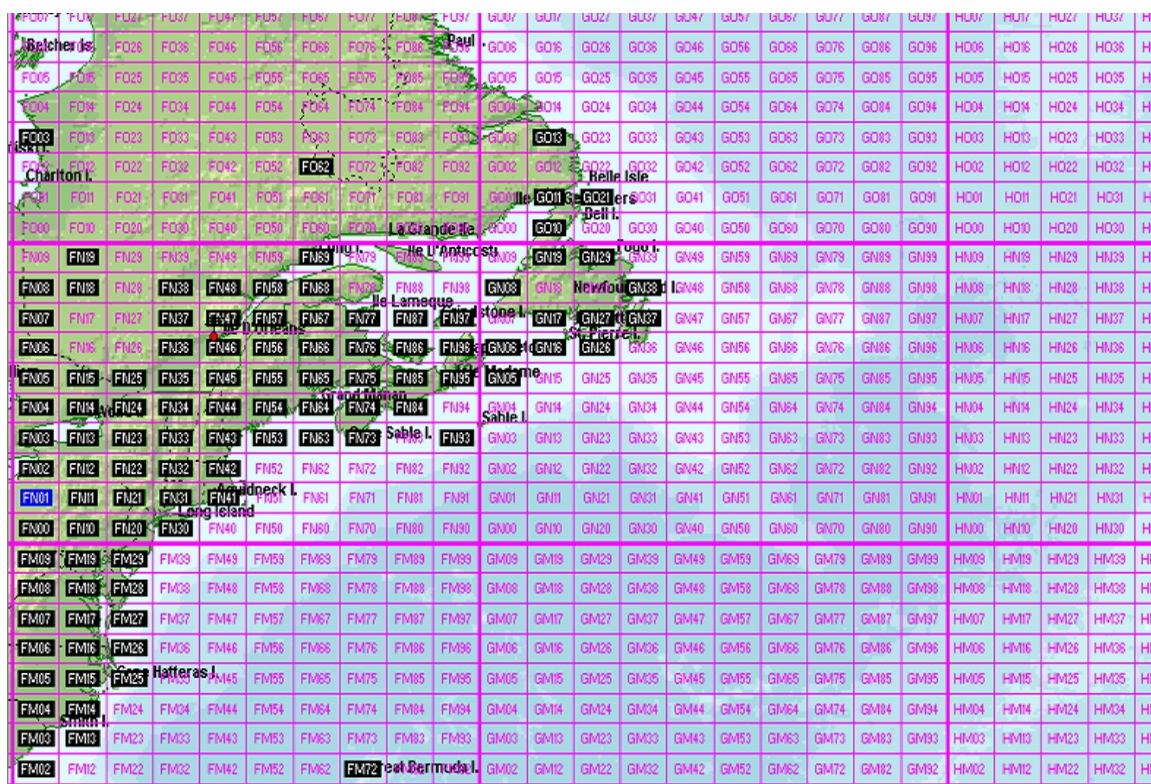 FO27 FO37 FO47 FO57 FO67 FO77 FO87 FO97 GO07 GO17 GO27 GO37 GO47 GO57 GO67 GO77 GO87 GO97 HO07 HO17 HO27 HO37
Belcher Is. FO26 FO36 FO46 FO56 FO66 FO76 FO86 Paul GO06 GO16 GO26 GO36 GO46 GO56 GO66 GO76 GO86 GO96 HO06 HO16 HO26 HO36
FO05 FO15 FO25 FO35 FO45 FO55 FO65 FO75 FO85 FO95 GO05 GO15 GO25 GO35 GO45 GO55 GO65 GO75 GO85 GO95 HO05 HO15 HO25 HO35
FO04 FO14 FO24 FO34 FO44 FO54 FO64 FO74 FO84 FO94 GO04 GO14 GO24 GO34 GO44 GO54 GO64 GO74 GO84 GO94 HO04 HO14 HO24 HO34
FO03 FO13 FO23 FO33 FO43 FO53 FO63 FO73 FO83 FO93 GO03 GO13 GO23 GO33 GO43 GO53 GO63 GO73 GO83 GO93 HO03 HO13 HO23 HO33
FO02 FO12 FO22 FO32 FO42 FO52 FO62 FO72 FO82 FO92 GO02 GO12 GO22 GO32 GO42 GO52 GO62 GO72 GO82 GO92 HO02 HO12 HO22 HO32
Charlton I. Belle Isle
FO01 FO11 FO21 FO31 FO41 FO51 FO61 FO71 FO81 FO91 GO01 GO11 GO21 GO31 GO41 GO51 GO61 GO71 GO81 GO91 HO01 HO11 HO21 HO31
Bell I.
FO00 FO10 FO20 FO30 FO40 FO50 FO60 FO70 La Grande Ile GO00 GO10 GO20 GO30 GO40 GO50 GO60 GO70 GO80 GO90 HO00 HO10 HO20 HO30
Long I. Ile D'Anticosti Fogo I.
FN09 FN19 FN29 FN39 FN49 FN59 FN69 FN79 FN89 FN99 GN09 GN19 GN29 GN39 GN49 GN59 GN69 GN79 GN89 GN99 HN09 HN19 HN29 HN39
FN08 FN18 FN28 FN38 FN48 FN58 FN68 FN78 FN88 FN98 GN08 GN18 GN38 GN48 GN58 GN68 GN78 GN88 GN98 HN08 HN18 HN28 HN38
Ile Lameque
FN07 FN17 FN27 FN37 FN47 FN57 FN67 FN77 FN87 FN97 GN07 GN17 GN27 GN37 GN47 GN57 GN67 GN77 GN87 GN97 HN07 HN17 HN27 HN37
Ile D'Orleans St Pierre I.
FN06 FN16 FN26 FN36 FN46 FN56 FN66 FN76 FN86 FN96 GN06 GN16 GN26 GN36 GN46 GN56 GN66 GN76 GN86 GN96 HN06 HN16 HN26 HN36
FN05 FN15 FN25 FN35 FN45 FN55 FN65 FN75 FN85 FN95 GN05 Madame GN15 GN25 GN35 GN45 GN55 GN65 GN75 GN85 GN95 HN05 HN15 HN25 HN35
Grand Manan
FN04 FN14 FN24 FN34 FN44 FN54 FN64 FN74 FN84 FN94 GN04 GN14 GN24 GN34 GN44 GN54 GN64 GN74 GN84 GN94 HN04 HN14 HN24 HN34
Sable I.
FN03 FN13 FN23 FN33 FN43 FN53 FN63 FN73 Sable I. FN93 GN03 GN13 GN23 GN33 GN43 GN53 GN63 GN73 GN83 GN93 HN03 HN13 HN23 HN33
FN02 FN12 FN22 FN32 FN42 FN52 FN62 FN72 FN82 FN92 GN02 GN12 GN22 GN32 GN42 GN52 GN62 GN72 GN82 GN92 HN02 HN12 HN22 HN32
Aquidneck I.
FN01 FN11 FN21 FN31 FN41 FN51 FN61 FN71 FN81 FN91 GN01 GN11 GN21 GN31 GN41 GN51 GN61 GN71 GN81 GN91 HN01 HN11 HN21 HN31
Long Island
FN00 FN10 FN20 FN30 FN40 FN50 FN60 FN70 FN80 FN90 GN00 GN10 GN20 GN30 GN40 GN50 GN60 GN70 GN80 GN90 HN00 HN10 HN20 HN30
FM09 FM19 FM29 FM39 FM49 FM59 FM69 FM79 FM89 FM99 GM09 GM19 GM29 GM39 GM49 GM59 GM69 GM79 GM89 GM99 HM09 HM19 HM29 HM39
FM08 FM18 FM28 FM38 FM48 FM58 FM68 FM78 FM88 FM98 GM08 GM18 GM28 GM38 GM48 GM58 GM68 GM78 GM88 GM98 HM08 HM18 HM28 HM38
FM07 FM17 FM27 FM37 FM47 FM57 FM67 FM77 FM87 FM97 GM07 GM17 GM27 GM37 GM47 GM57 GM67 GM77 GM87 GM97 HM07 HM17 HM27 HM37
FM06 FM16 FM26 FM36 FM46 FM56 FM66 FM76 FM86 FM96 GM06 GM16 GM26 GM36 GM46 GM56 GM66 GM76 GM86 GM96 HM06 HM16 HM26 HM36
Hatteras I.
FM05 FM15 FM25 FM35 FM45 FM55 FM65 FM75 FM85 FM95 GM05 GM15 GM25 GM35 GM45 GM55 GM65 GM75 GM85 GM95 HM05 HM15 HM25 HM35
FM04 FM14 FM24 FM34 FM44 FM54 FM64 FM74 FM84 FM94 GM04 GM14 GM24 GM34 GM44 GM54 GM64 GM74 GM84 GM94 HM04 HM14 HM24 HM34
Smith I.
FM03 FM13 FM23 FM33 FM43 FM53 FM63 FM73 FM83 FM93 GM03 GM13 GM23 GM33 GM43 GM53 GM63 GM73 GM83 GM93 HM03 HM13 HM23 HM33
FM02 FM12 FM22 FM32 FM42 FM52 FM62 FM72 eat Bermuda I. GM02 GM12 GM22 GM32 GM42 GM52 GM62 GM72 GM82 GM92 HM02 HM12 HM22 HM32